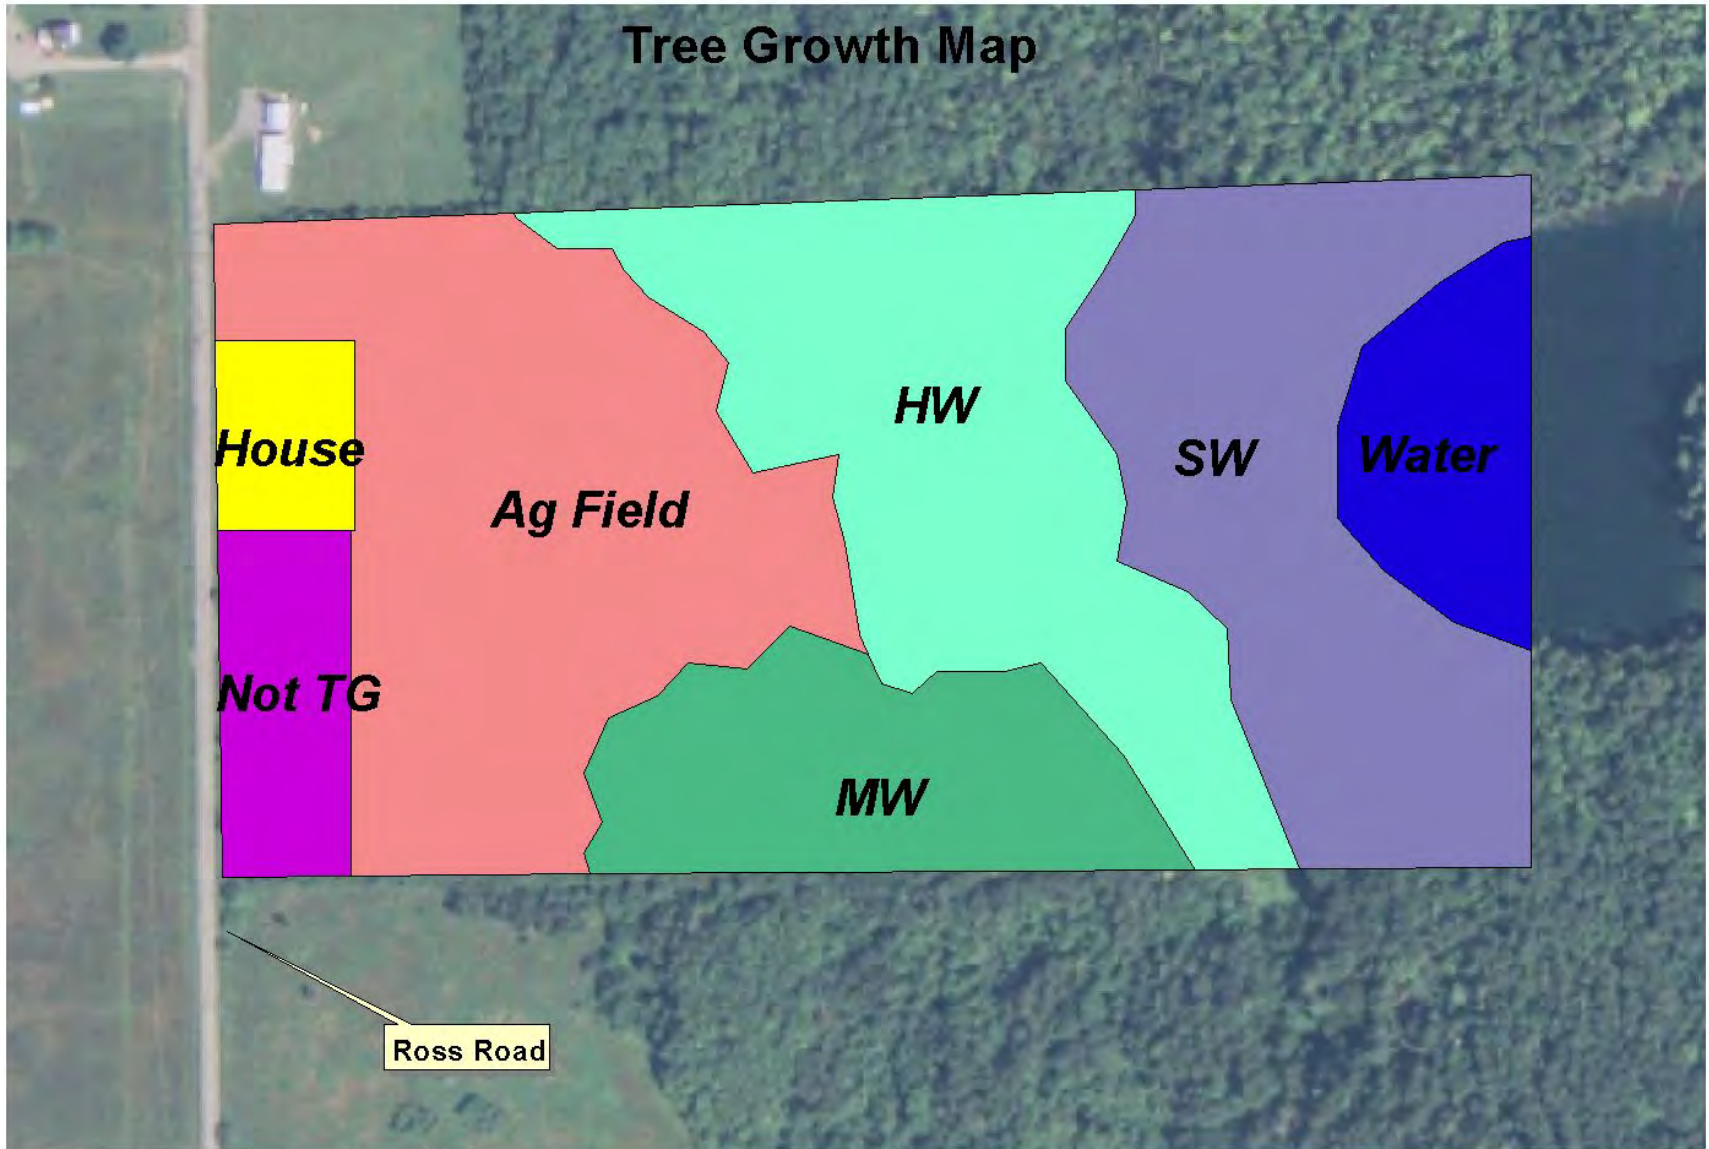 Tree Growth Map
HW
House
SW
Water
Ag Field
Not TG
MW
Ross Road